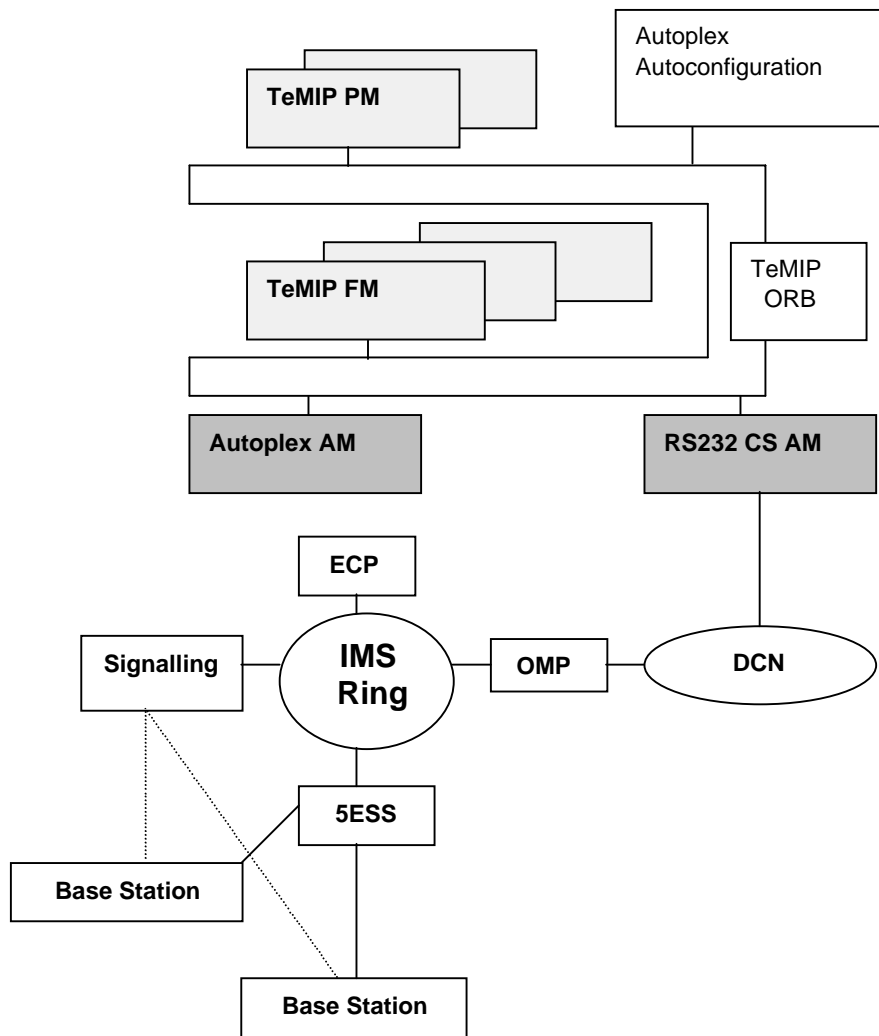 Autoplex
Autoconfiguration
TeMIP PM
TeMIP FM
TeMIP
ORB
Autoplex AM
RS232 CS AM
ECP
Signalling
IMS
Ring
OMP
DCN
5ESS
Base Station
Base Station